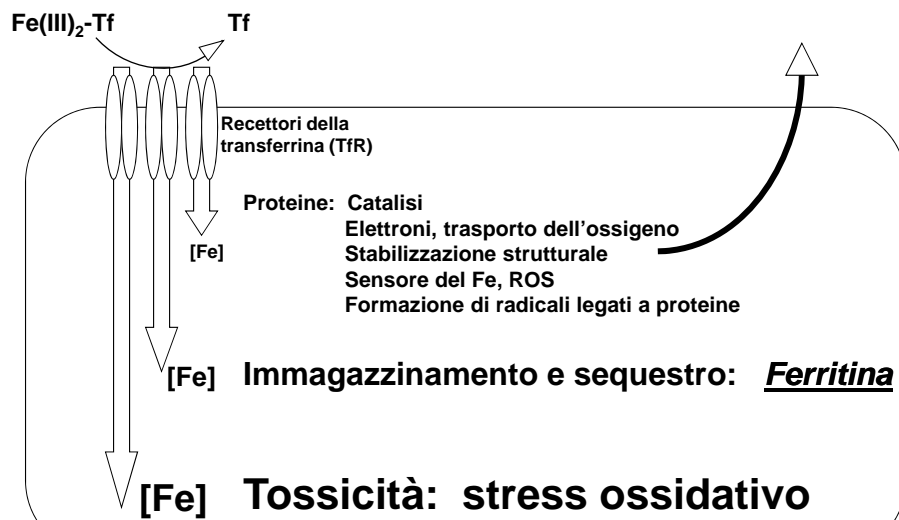 Fe(III)₂-Tf Tf
Recettori della
transferrina (TfR)
Proteine: Catalisi
Elettroni, trasporto dell'ossigeno
[Fe] Stabilizzazione strutturale
Sensore del Fe, ROS
Formazione di radicali legati a proteine
[Fe] Immagazzinamento e sequestro: Ferritina
[Fe] Tossicità: stress ossidativo